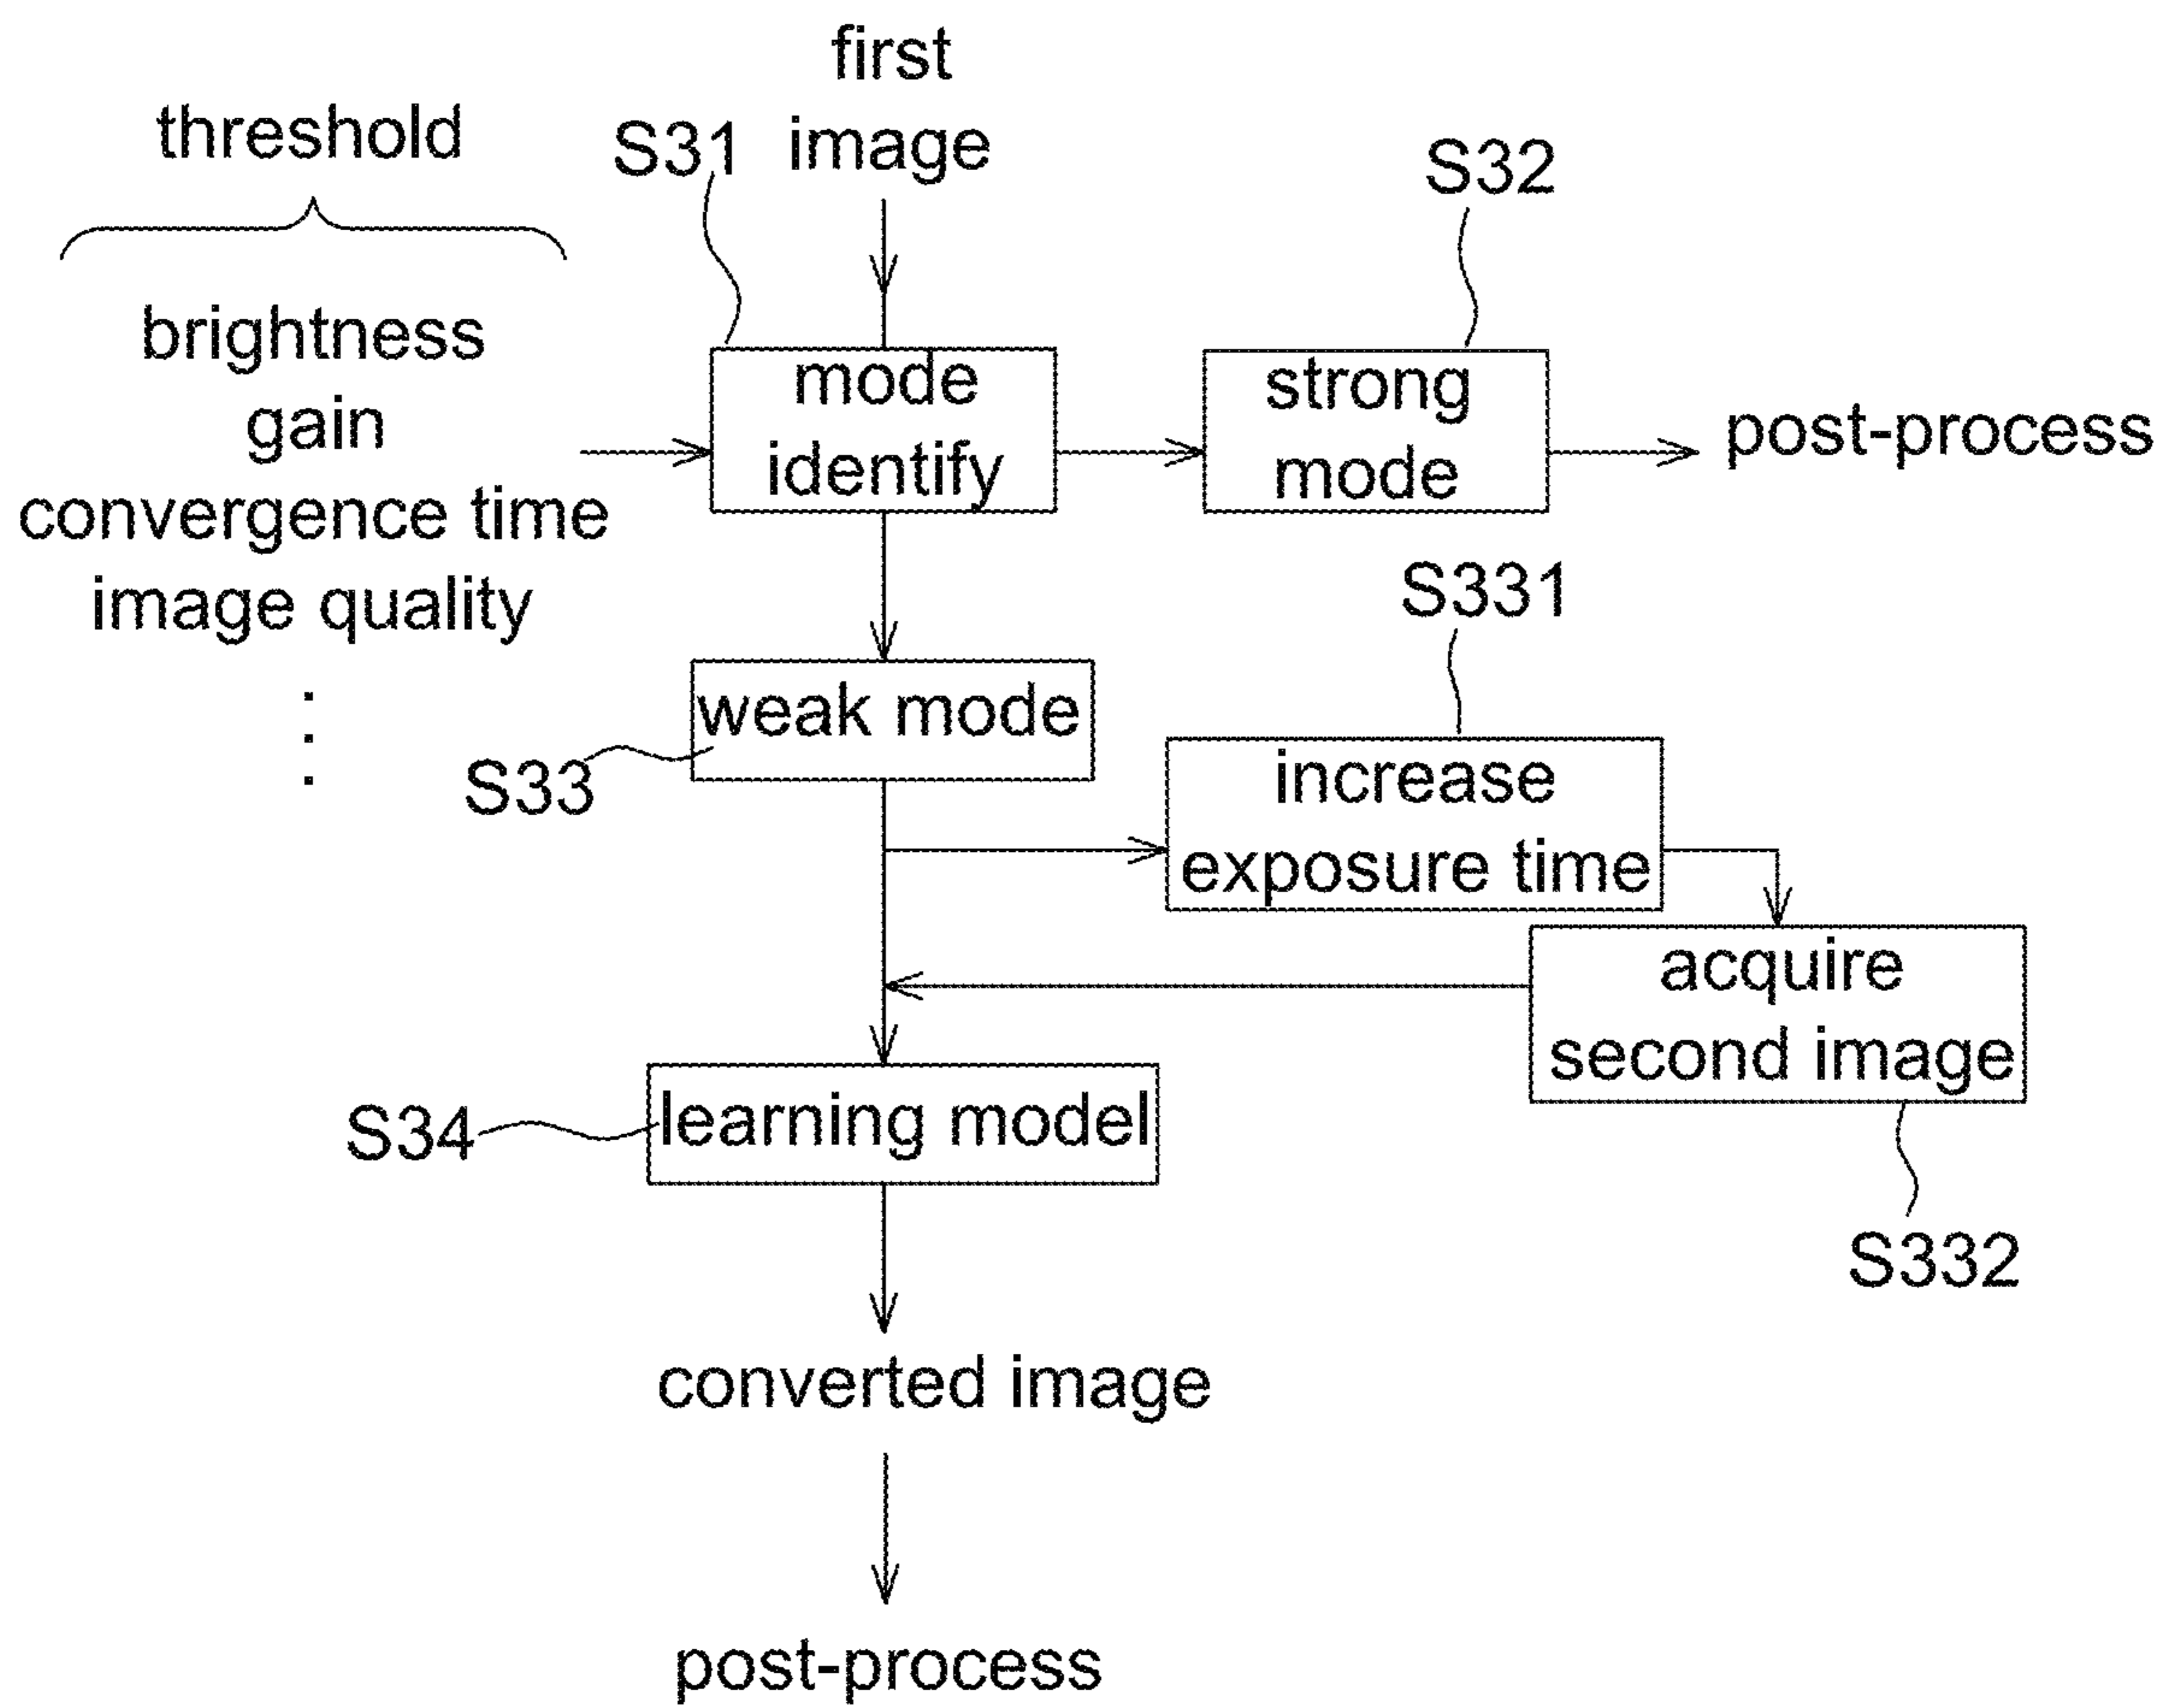 first
image
threshold
S31
S32
brightness
gain
convergence time
image quality
mode
identify
strong
mode
post-process
S331
weak mode
S33
increase
exposure time
acquire
second image
S34
learning model
S332
converted image
post-process